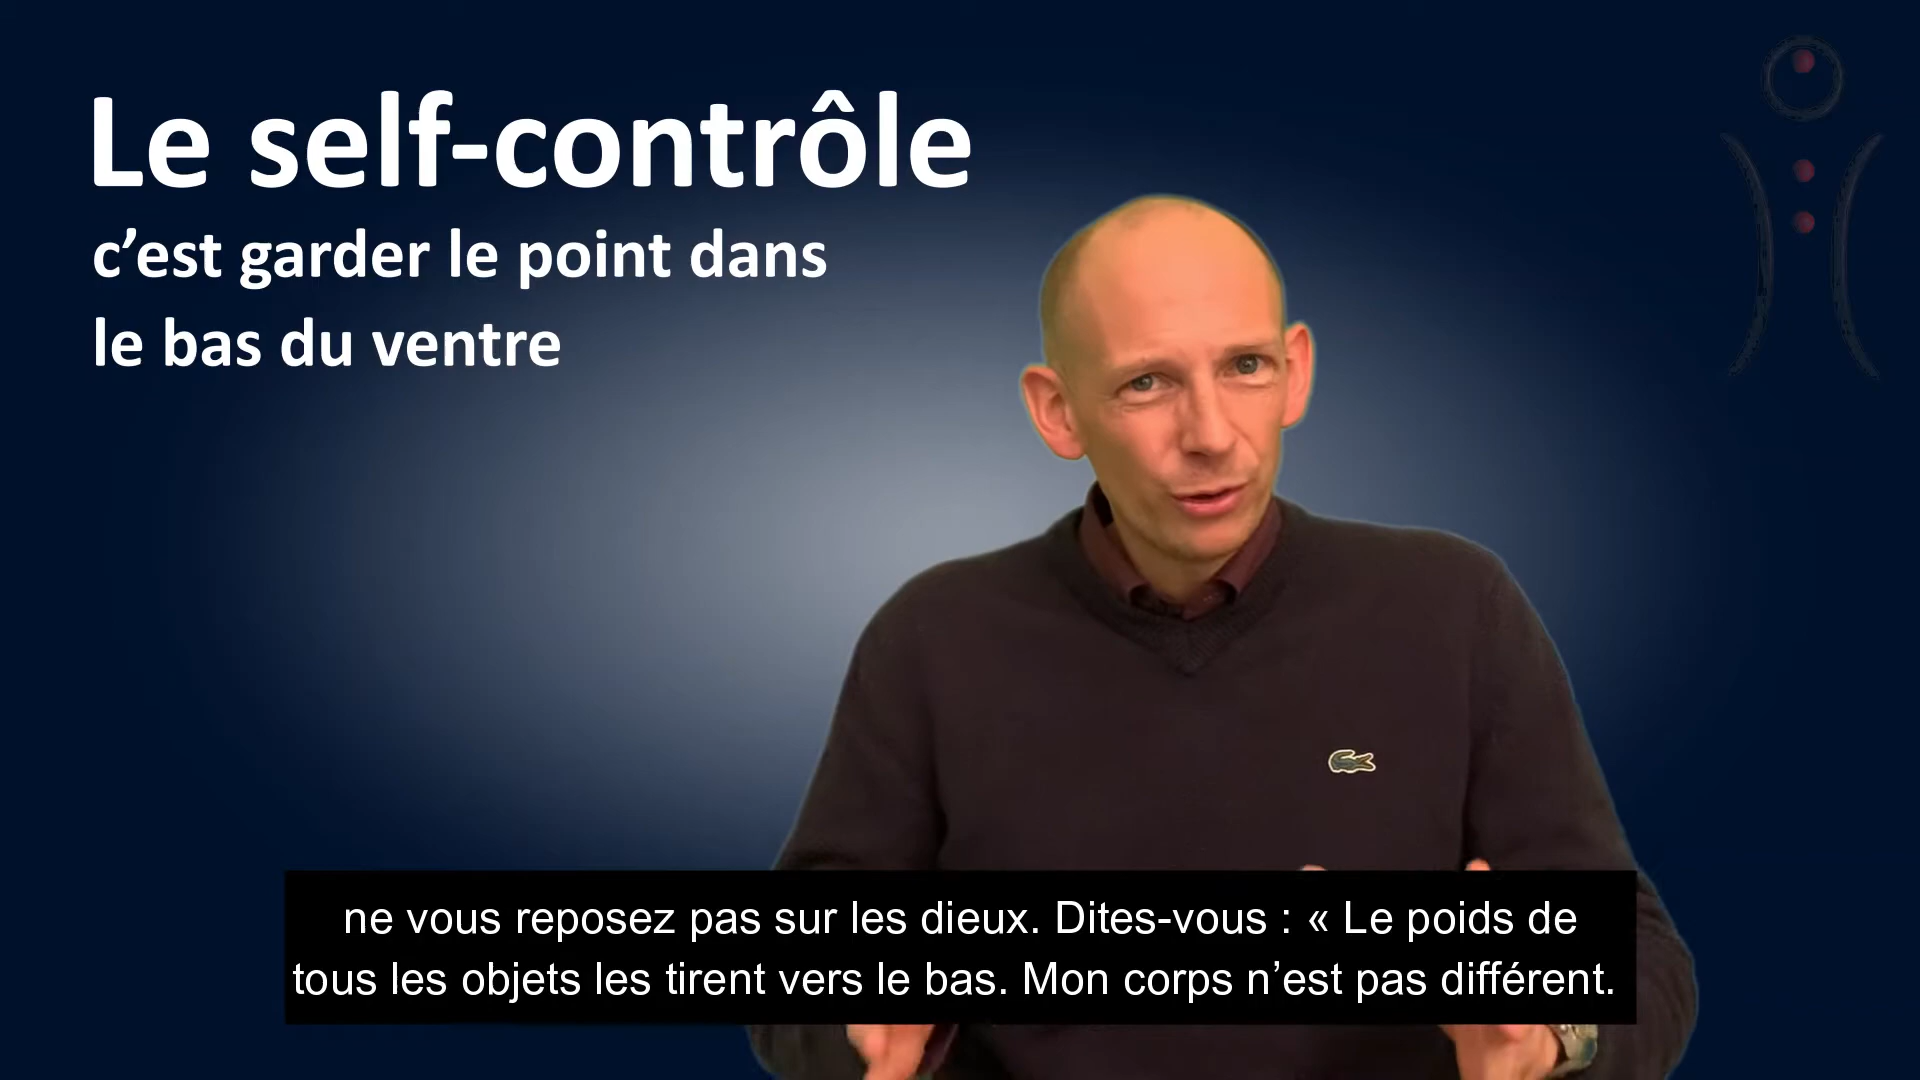 Le self-contrôle
c’est garder le point dans
le bas du ventre
ne vous reposez pas sur les dieux. Dites-vous : « Le poids de
tous les objets les tirent vers le bas. Mon corps n’est pas différent.